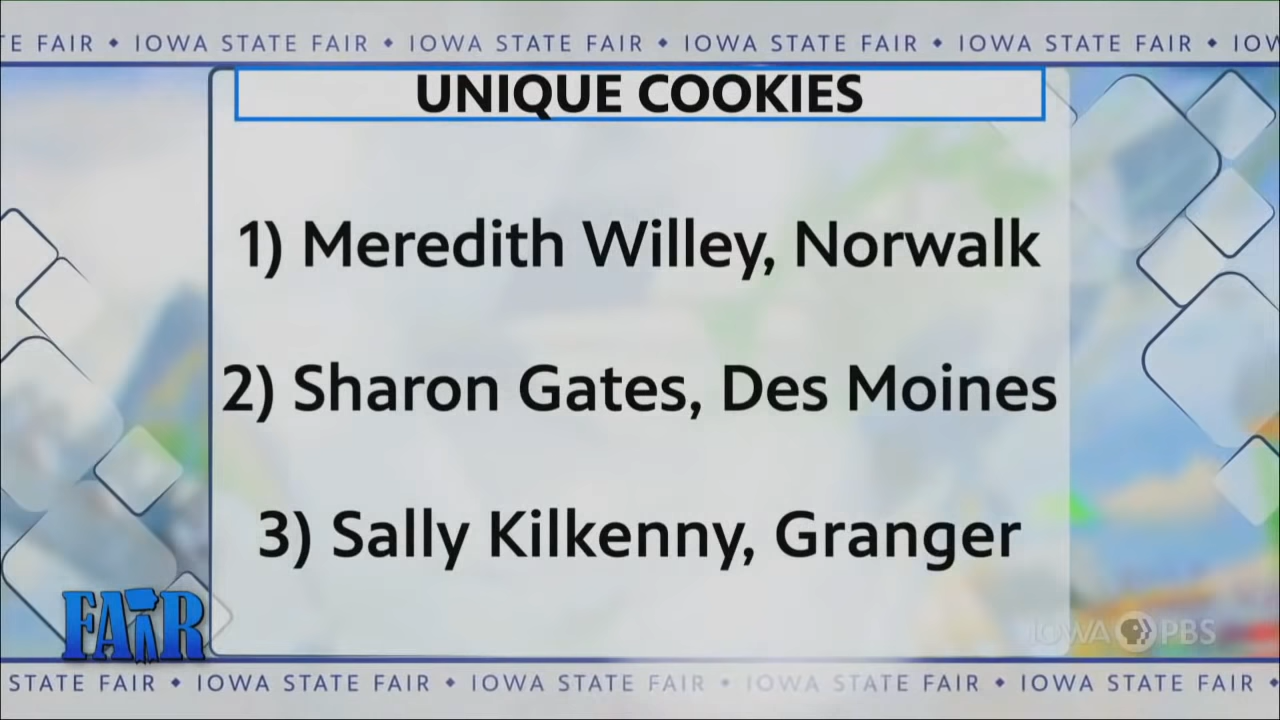 E FAIR • IOWA STATE FAIR • IOWA STATE FAIR • IOWA STATE FAIR • IOWA STATE FAIR • IOW
UNIQUE COOKIES
1) Meredith Willey, Norwalk
2) Sharon Gates, Des Moines
3) Sally Kilkenny, Granger
FAIR
IOWA PBS
STATE FAIR • IOWA STATE FAIR • IOWA STATE FAIR • IOWA STATE FAIR • IOWA STATE FAIR •